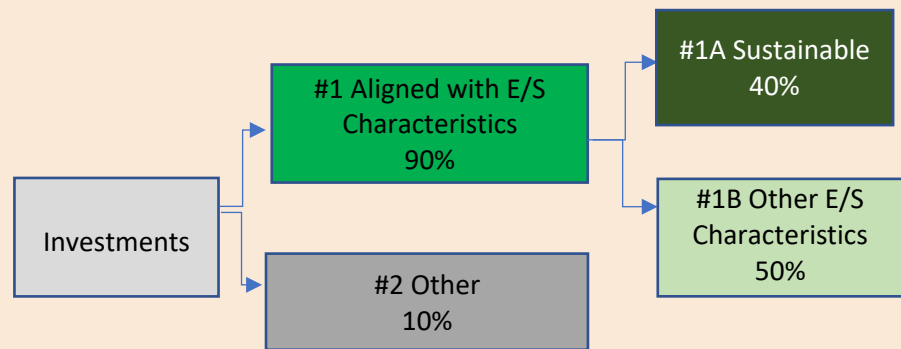 #1A Sustainable
40%
#1 Aligned with E/S
Characteristics
90%
#1B Other E/S
Characteristics
50%
Investments
#2 Other
10%